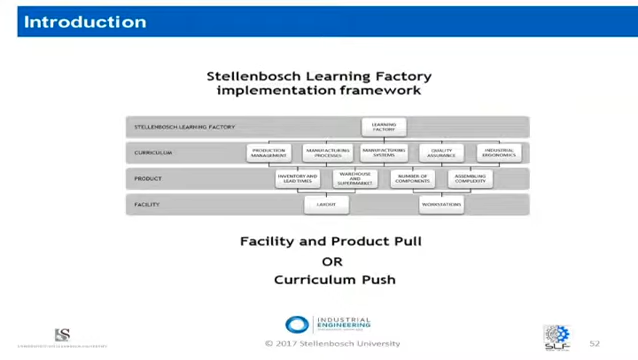 Introduction
Stellenbosch Learning Factory
implementation framework
STELLENBOSCH LEARNING FACTORY
LEARNING
FACTORY
CURRICULUM
PRODUCTION
MANAGEMENT
MANUFACTURING
PROCESSES
MANUFACTURING
SYSTEMS
QUALITY
ASSURANCE
INDUSTRIAL
ERGONOMICS
PRODUCT
INVENTORY AND
LEAD TIMES
WAREHOUSE
AND
SUPERMARKET
NUMBER OF
COMPONENTS
ASSEMBLING
COMPLEXITY
FACILITY
LAYOUT
WORKSTATIONS
Facility and Product Pull
OR
Curriculum Push
INDUSTRIAL
ENGINEERING
© 2017 Stellenbosch University
SLF
52